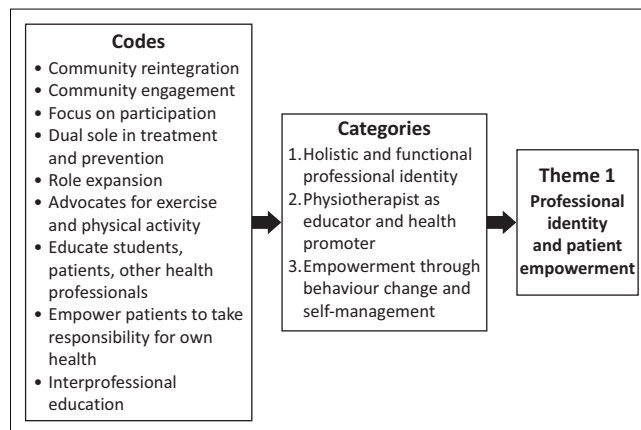 Codes
• Community reintegration
• Community engagement
• Focus on participation
• Dual sole in treatment
and prevention
• Role expansion
• Advocates for exercise
and physical activity
• Educate students,
patients, other health
professionals
• Empower patients to take
responsibility for own
health
• Interprofessional
education
Categories
1. Holistic and functional
professional identity
2. Physiotherapist as
educator and health
promoter
3. Empowerment through
behaviour change and
self-management
Theme 1
Professional
identity
and patient
empowerment